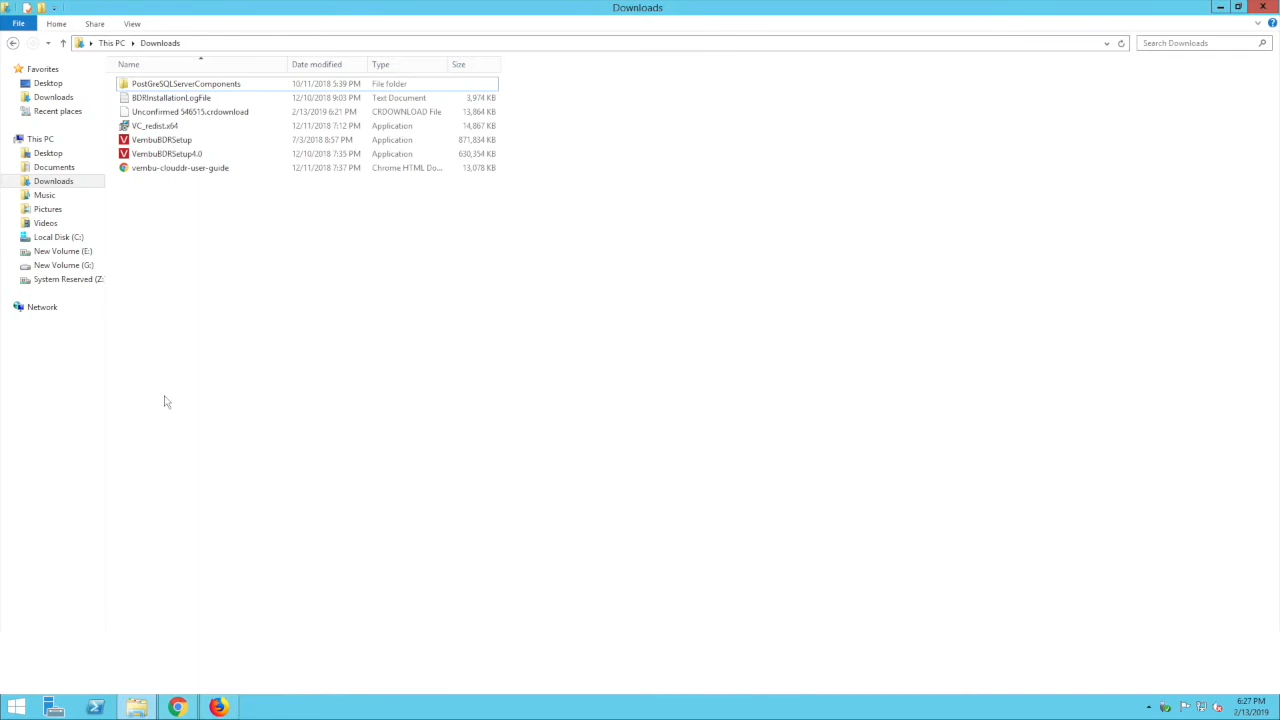 Downloads
File Home Share View
This PC Downloads Search Downloads
Name Date modified Type Size
Favorites
Desktop
Downloads
Recent places
This PC
Desktop
Documents
Downloads
Music
Pictures
Videos
Local Disk (C:)
New Volume (E:)
New Volume (G:)
System Reserved (Z:
Network
PostGreSQLServerComponents 10/11/2018 5:39 PM File folder
BDRInstallationLogFile 12/10/2018 9:03 PM Text Document 3,974 KB
Unconfirmed 546515.crdownload 2/13/2019 6:21 PM CRDOWNLOAD File 13,864 KB
VC_redist.x64 12/11/2018 7:12 PM Application 14,867 KB
VembuBDRSetup 7/3/2018 8:57 PM Application 871,834 KB
VembuBDRSetup4.0 12/10/2018 7:35 PM Application 630,354 KB
vembu-clouddr-user-guide 12/11/2018 7:37 PM Chrome HTML Do... 13,078 KB
6:27 PM
2/13/2019